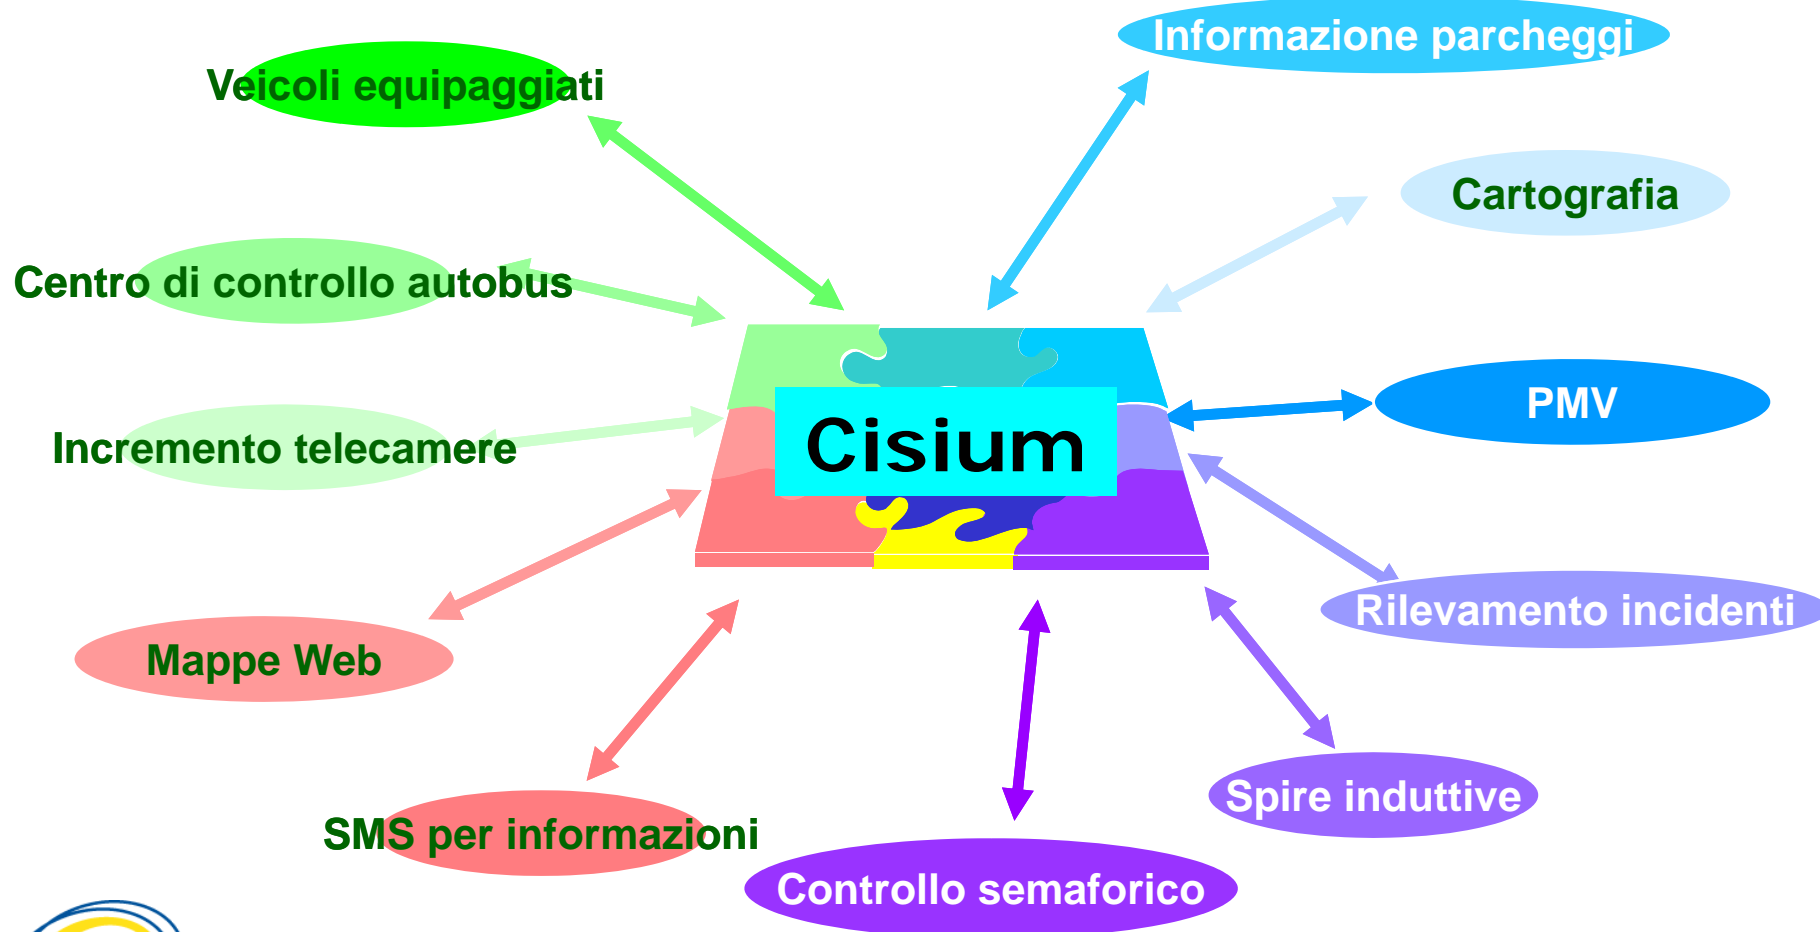 Informazione parcheggi
Veicoli equipaggiati
Cartografia
Centro di controllo autobus
PMV
Cisium
Incremento telecamere
Rilevamento incidenti
Mappe Web
Spire induttive
SMS per informazioni
Controllo semaforico